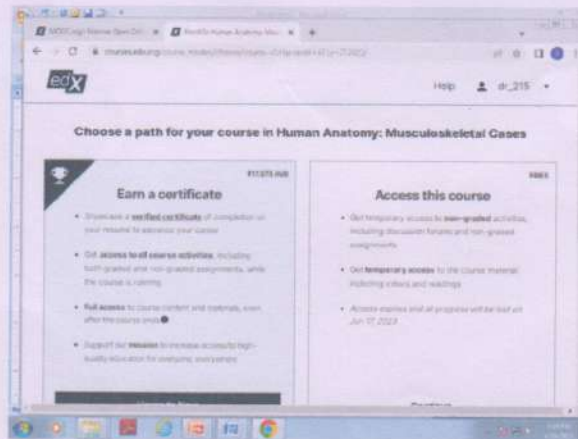 edX
Help dr_215
Choose a path for your course in Human Anatomy: Musculoskeletal Cases
Earn a certificate
Showcase a verified certificate of completion on
your resume to advance your career
Get access to all course activities, including
both graded and non-graded assignments, while
the course is running
Full access to course content and materials, even
after the course ends
Support our mission to increase access to high-
quality education for everyone, everywhere
FREE
Access this course
Get temporary access to non-graded activities,
including discussion forums and non-graded
assignments
Get temporary access to the course material
including videos and readings
Access expires and all progress will be lost on
Jun 17, 2023